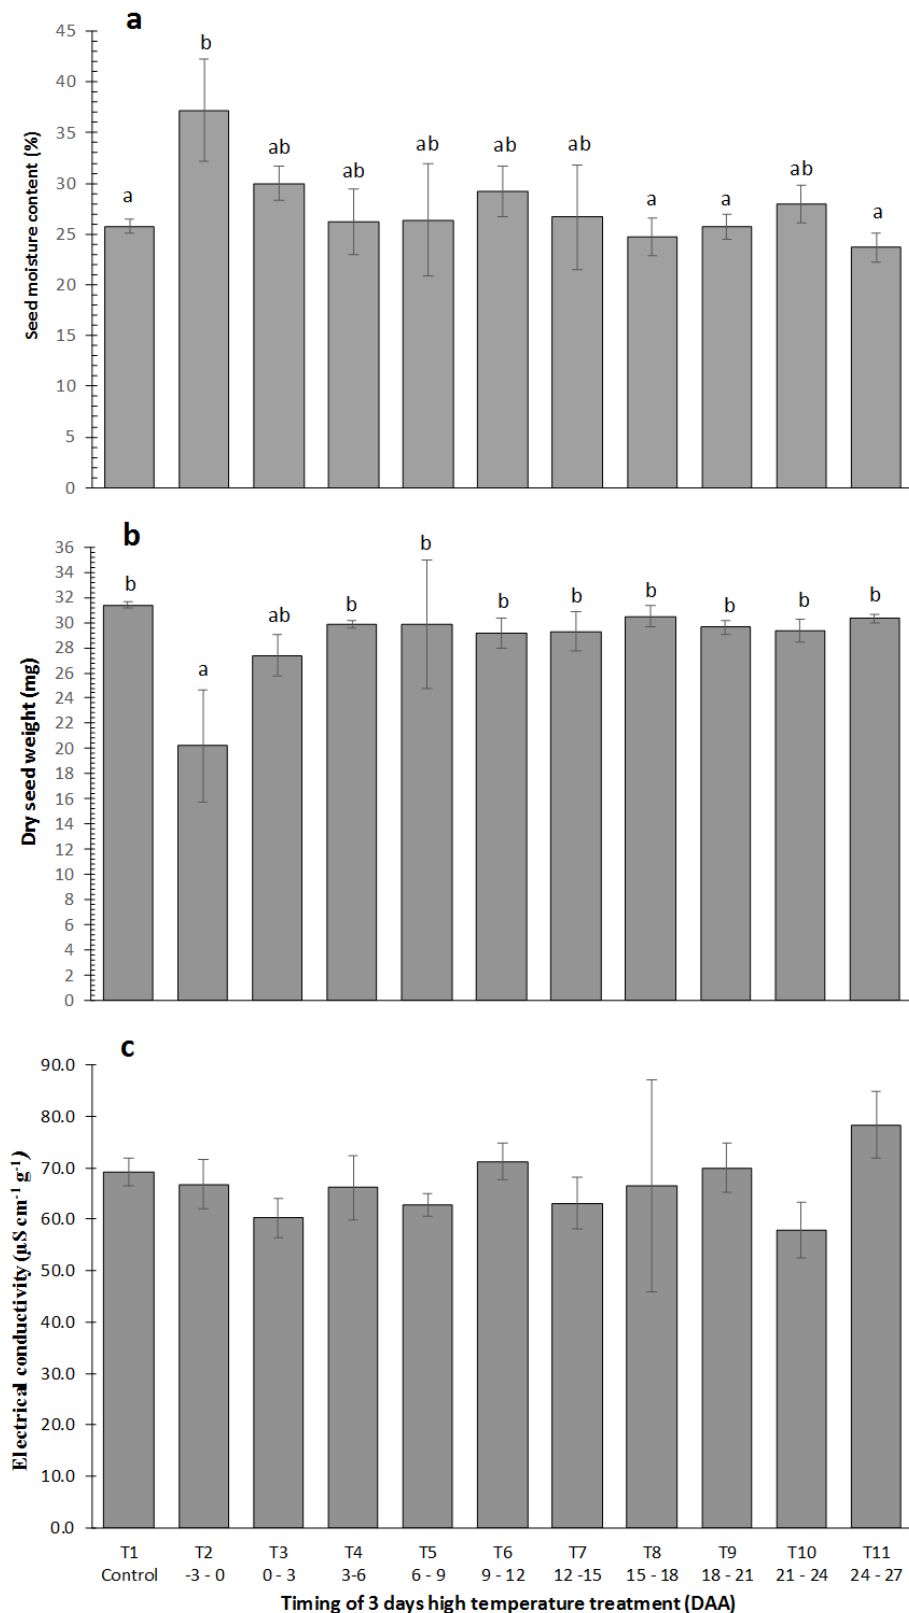 a
Seed moisture content (%)
45
40
35
30
25
20
15
10
5
0
a
b
ab
ab
ab
ab
ab
a
a
ab
a
b
Dry seed weight (mg)
36
34
32
30
28
26
24
22
20
18
16
14
12
10
8
6
4
2
0
b
a
ab
b
b
b
b
b
b
b
b
c
Electrical conductivity (µS cm⁻¹ g⁻¹)
90.0
80.0
70.0
60.0
50.0
40.0
30.0
20.0
10.0
0.0
T1 T2 T3 T4 T5 T6 T7 T8 T9 T10 T11
Control -3 - 0 0 - 3 3-6 6 - 9 9 - 12 12 -15 15 - 18 18 - 21 21 - 24 24 - 27
Timing of 3 days high temperature treatment (DAA)